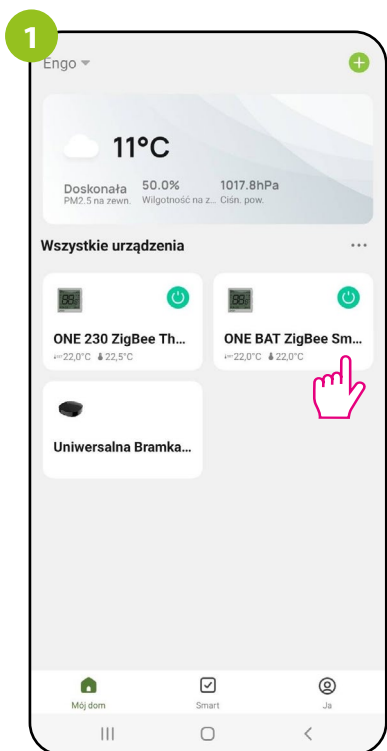 1
Engo
11°C
Doskonała 50.0% 1017.8hPa
PM2.5 na zewn. Wilgotność na z... Ciśn. pow.
Wszystkie urządzenia
ONE 230 ZigBee Th... ONE BAT ZigBee Sm...
22,0°C 22,5°C 22,0°C 22,0°C
Uniwersalna Bramka...
Mój dom Smart Ja